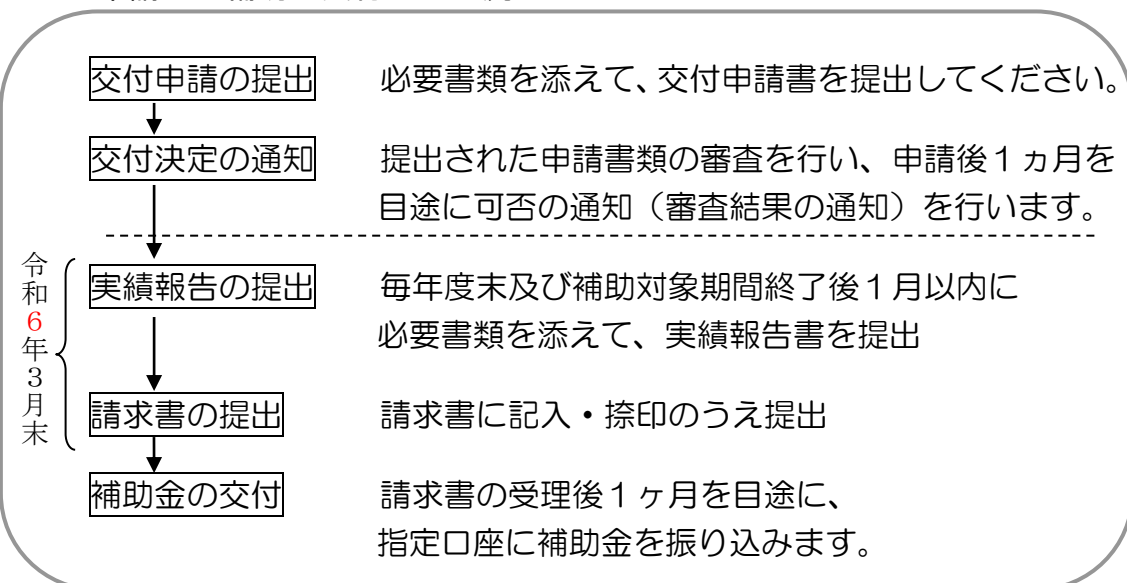 交付申請の提出 必要書類を添えて、交付申請書を提出してください。
交付決定の通知 提出された申請書類の審査を行い、申請後1ヵ月を
目途に可否の通知(審査結果の通知)を行います。
令和6年3月末
実績報告の提出 毎年度末及び補助対象期間終了後1月以内に
必要書類を添えて、実績報告書を提出
請求書の提出 請求書に記入・捺印のうえ提出
補助金の交付 請求書の受理後1ヶ月を目途に、
指定口座に補助金を振り込みます。